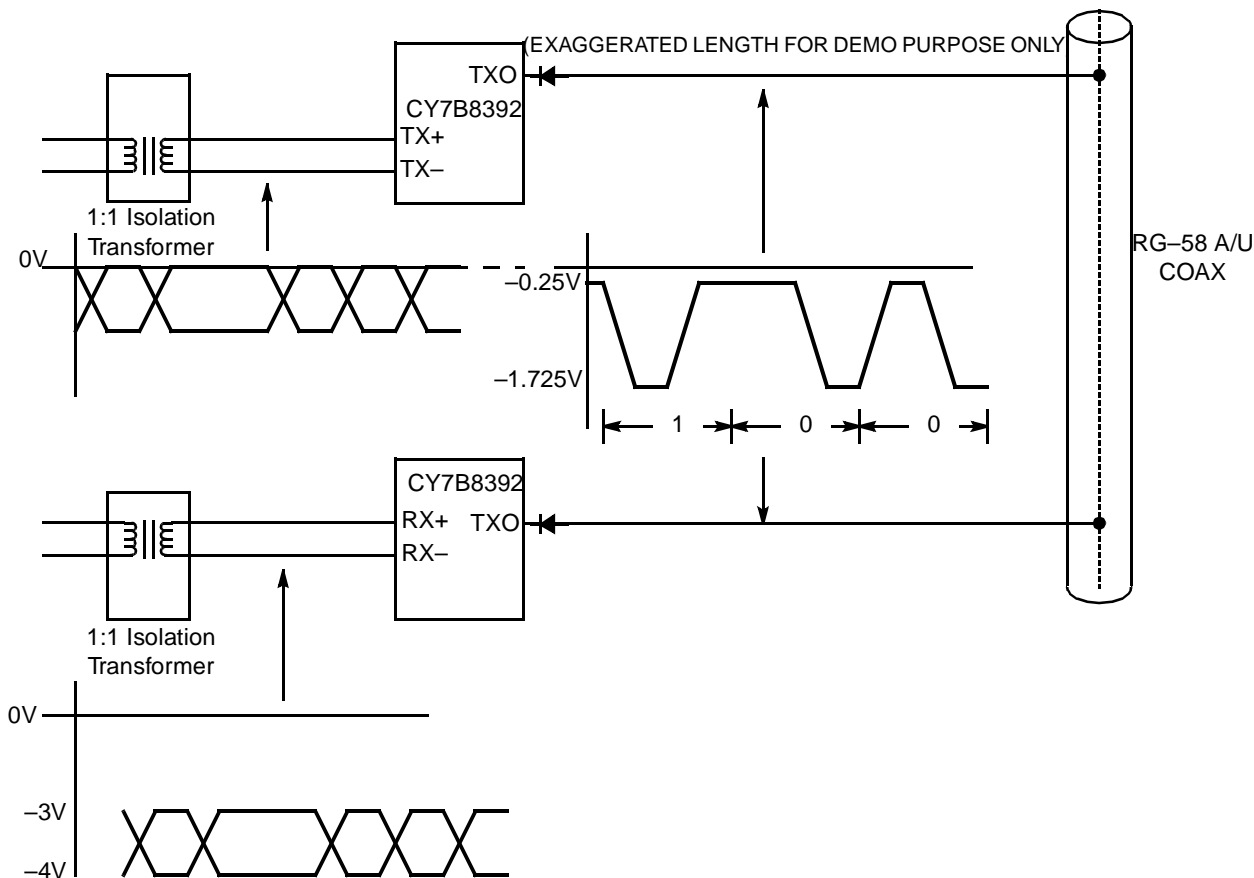 (EXAGGERATED LENGTH FOR DEMO PURPOSE ONLY
TXO
CY7B8392
TX+
TX–
1:1 Isolation
Transformer
RG–58 A/U
COAX
0V
–0.25V
–1.725V
1 0 0
CY7B8392
RX+ TXO
RX–
1:1 Isolation
Transformer
0V
–3V
–4V